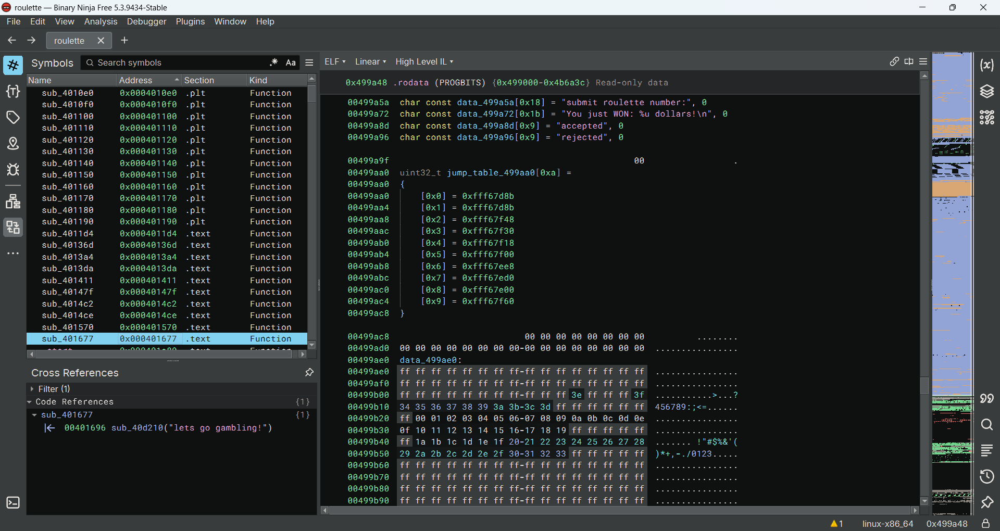 roulette — Binary Ninja Free 5.3.9434-Stable
File Edit View Analysis Debugger Plugins Window Help
roulette
Symbols Search symbols .* Aa
Name Address Section Kind
sub_4010e0 0x0004010e0 .plt Function
sub_4010f0 0x0004010f0 .plt Function
sub_401100 0x000401100 .plt Function
sub_401110 0x000401110 .plt Function
sub_401120 0x000401120 .plt Function
sub_401130 0x000401130 .plt Function
sub_401140 0x000401140 .plt Function
sub_401150 0x000401150 .plt Function
sub_401160 0x000401160 .plt Function
sub_401170 0x000401170 .plt Function
sub_401180 0x000401180 .plt Function
sub_401190 0x000401190 .plt Function
sub_4011d4 0x0004011d4 .text Function
sub_40136d 0x00040136d .text Function
sub_4013a4 0x0004013a4 .text Function
sub_4013da 0x0004013da .text Function
sub_401411 0x000401411 .text Function
sub_40147f 0x00040147f .text Function
sub_4014c2 0x0004014c2 .text Function
sub_4014ce 0x0004014ce .text Function
sub_401570 0x000401570 .text Function
sub_401677 0x000401677 .text Function
Cross References
Filter (1)
Code References {1}
sub_401677 {1}
00401696 sub_40d210("lets go gambling!")
ELF Linear High Level IL
0x499a48 .rodata (PROGBITS) {0x499000-0x4b6a3c} Read-only data
00499a5a char const data_499a5a[0x18] = "submit roulette number:", 0
00499a72 char const data_499a72[0x1b] = "You just WON: %u dollars!\n", 0
00499a8d char const data_499a8d[0x9] = "accepted", 0
00499a96 char const data_499a96[0x9] = "rejected", 0
00499a9f 00 .
00499aa0 uint32_t jump_table_499aa0[0xa] =
00499aa0 {
00499aa0 [0x0] = 0xfff67d8b
00499aa4 [0x1] = 0xfff67d8b
00499aa8 [0x2] = 0xfff67f48
00499aac [0x3] = 0xfff67f30
00499ab0 [0x4] = 0xfff67f18
00499ab4 [0x5] = 0xfff67f00
00499ab8 [0x6] = 0xfff67ee8
00499abc [0x7] = 0xfff67ed0
00499ac0 [0x8] = 0xfff67e00
00499ac4 [0x9] = 0xfff67f60
00499ac8 }
00499ac8 00 00 00 00 00 00 00 00 ........
00499ad0 00 00 00 00 00 00 00 00-00 00 00 00 00 00 00 00 ................
00499ae0 data_499ae0:
00499ae0 ff ff ff ff ff ff ff ff-ff ff ff ff ff ff ff ff ................
00499af0 ff ff ff ff ff ff ff ff-ff ff ff ff ff ff ff ff ................
00499b00 ff ff ff ff ff ff ff ff-ff ff ff 3e ff ff ff 3f ...........>...?
00499b10 34 35 36 37 38 39 3a 3b-3c 3d ff ff ff ff ff ff 456789:;<=......
00499b20 ff 00 01 02 03 04 05 06-07 08 09 0a 0b 0c 0d 0e ................
00499b30 0f 10 11 12 13 14 15 16-17 18 19 ff ff ff ff ff ................
00499b40 ff 1a 1b 1c 1d 1e 1f 20-21 22 23 24 25 26 27 28 ....... !"#$%&'(
00499b50 29 2a 2b 2c 2d 2e 2f 30-31 32 33 ff ff ff ff ff )*+,-./0123.....
00499b60 ff ff ff ff ff ff ff ff-ff ff ff ff ff ff ff ff ................
00499b70 ff ff ff ff ff ff ff ff-ff ff ff ff ff ff ff ff ................
00499b80 ff ff ff ff ff ff ff ff-ff ff ff ff ff ff ff ff ................
00499b90 ff ff ff ff ff ff ff ff-ff ff ff ff ff ff ff ff ................
1 linux-x86_64 0x499a48